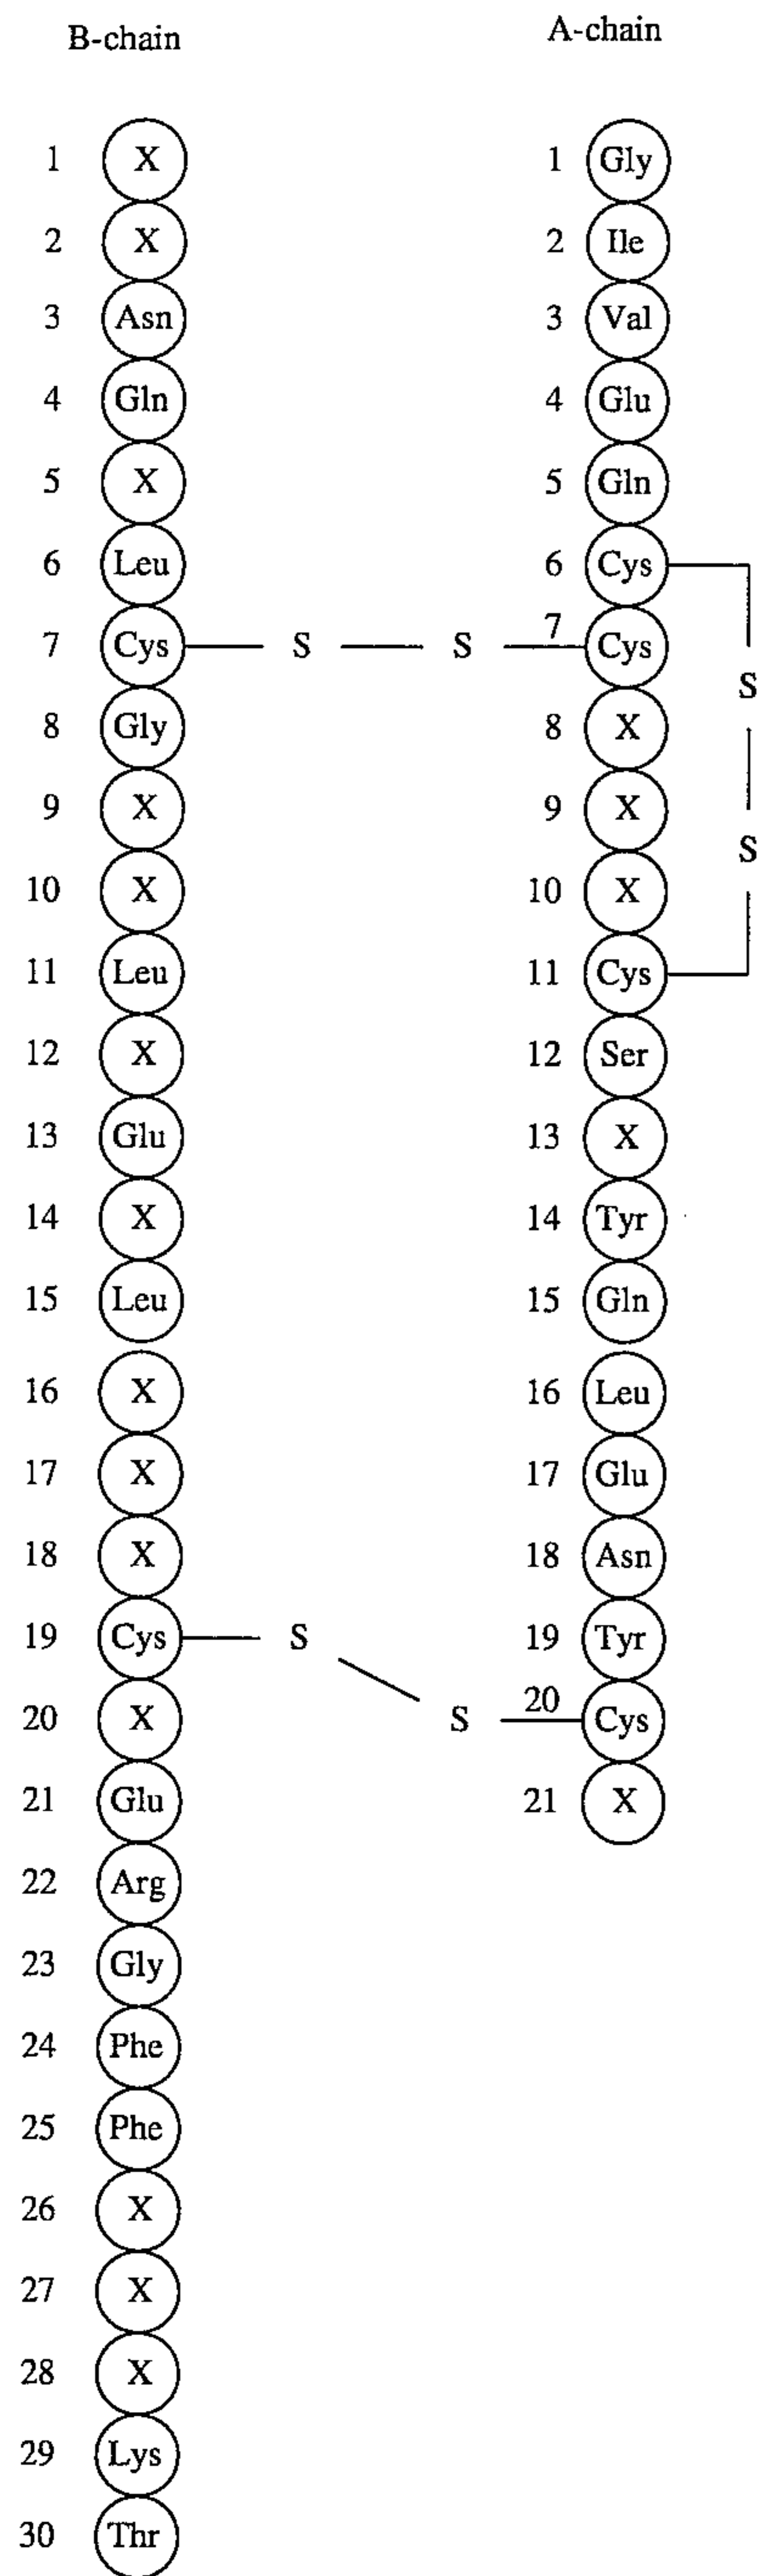 B-chain A-chain
1 X 1 Gly
2 X 2 Ile
3 Asn 3 Val
4 Gln 4 Glu
5 X 5 Gln
6 Leu 6 Cys
7 Cys S S 7 Cys
S
8 Gly 8 X
9 X 9 X
S
10 X 10 X
11 Leu 11 Cys
12 X 12 Ser
13 Glu 13 X
14 X 14 Tyr
15 Leu 15 Gln
16 X 16 Leu
17 X 17 Glu
18 X 18 Asn
19 Cys S 19 Tyr
20 X S 20 Cys
21 Glu 21 X
22 Arg
23 Gly
24 Phe
25 Phe
26 X
27 X
28 X
29 Lys
30 Thr